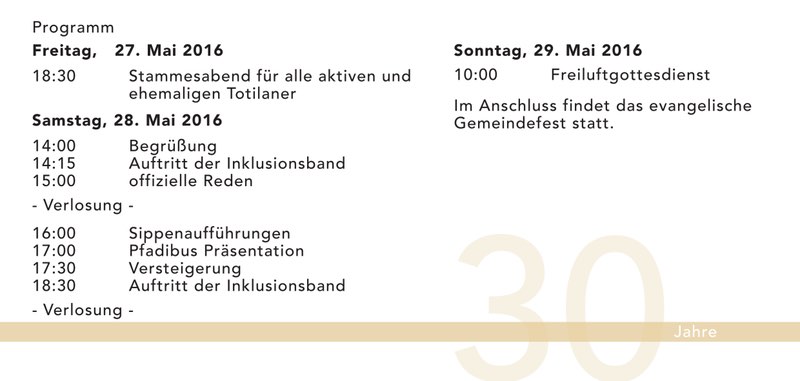 Programm
Freitag, 27. Mai 2016
18:30 Stammesabend für alle aktiven und
ehemaligen Totilaner
Samstag, 28. Mai 2016
14:00 Begrüßung
14:15 Auftritt der Inklusionsband
15:00 offizielle Reden
- Verlosung -
16:00 Sippenaufführungen
17:00 Pfadibus Präsentation
17:30 Versteigerung
18:30 Auftritt der Inklusionsband
- Verlosung -
Sonntag, 29. Mai 2016
10:00 Freiluftgottesdienst
Im Anschluss findet das evangelische
Gemeindefest statt.
30
Jahre